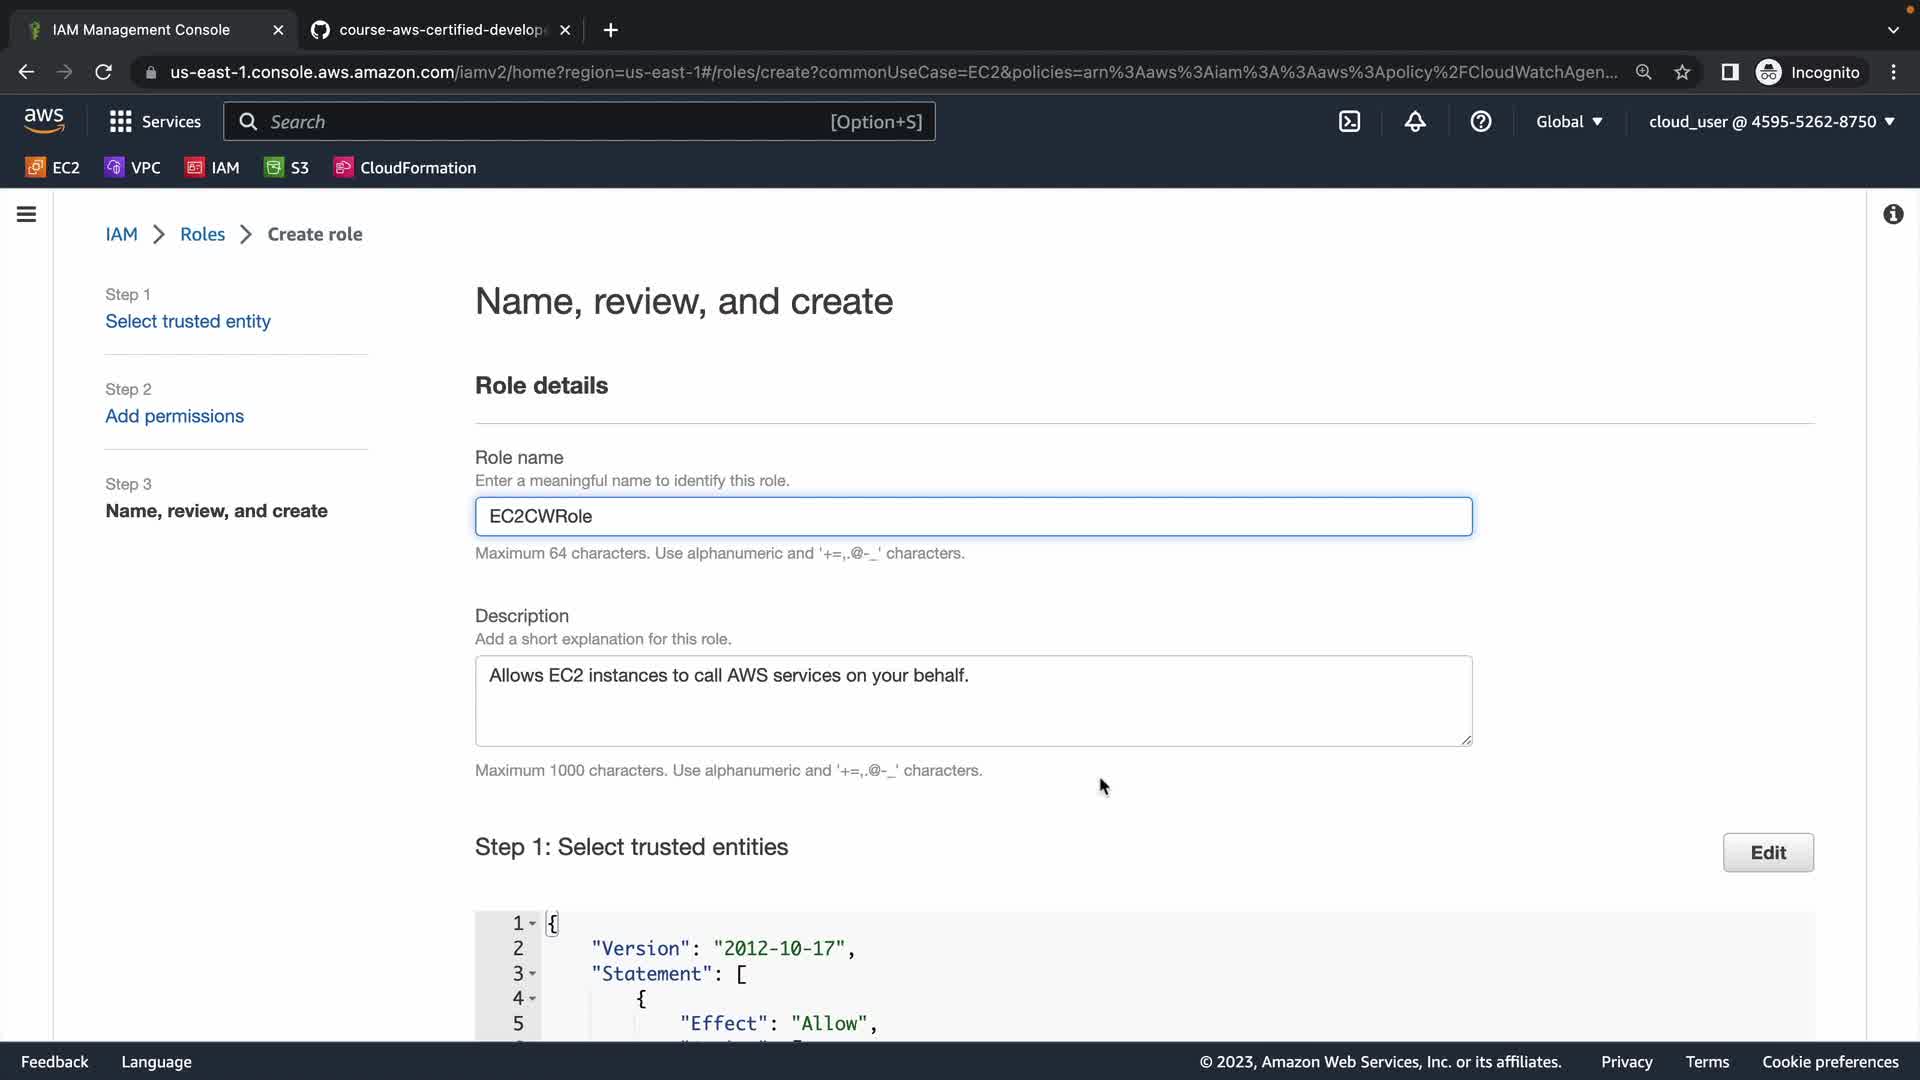 IAM Management Console
course-aws-certified-develop
us-east-1.console.aws.amazon.com/iamv2/home?region=us-east-1#/roles/create?commonUseCase=EC2&policies=arn%3Aaws%3Aiam%3A%3Aaws%3Apolicy%2FCloudWatchAgen...
Incognito
aws
Services
Search
[Option+S]
Global
cloud_user @ 4595-5262-8750
EC2
VPC
IAM
S3
CloudFormation
IAM
Roles
Create role
Step 1
Select trusted entity
Step 2
Add permissions
Step 3
Name, review, and create
Name, review, and create
Role details
Role name
Enter a meaningful name to identify this role.
EC2CWRole
Maximum 64 characters. Use alphanumeric and '+=,.@-_' characters.
Description
Add a short explanation for this role.
Allows EC2 instances to call AWS services on your behalf.
Maximum 1000 characters. Use alphanumeric and '+=,.@-_' characters.
Step 1: Select trusted entities
Edit
1 {
2 "Version": "2012-10-17",
3 "Statement": [
4 {
5 "Effect": "Allow",
Feedback
Language
© 2023, Amazon Web Services, Inc. or its affiliates.
Privacy
Terms
Cookie preferences